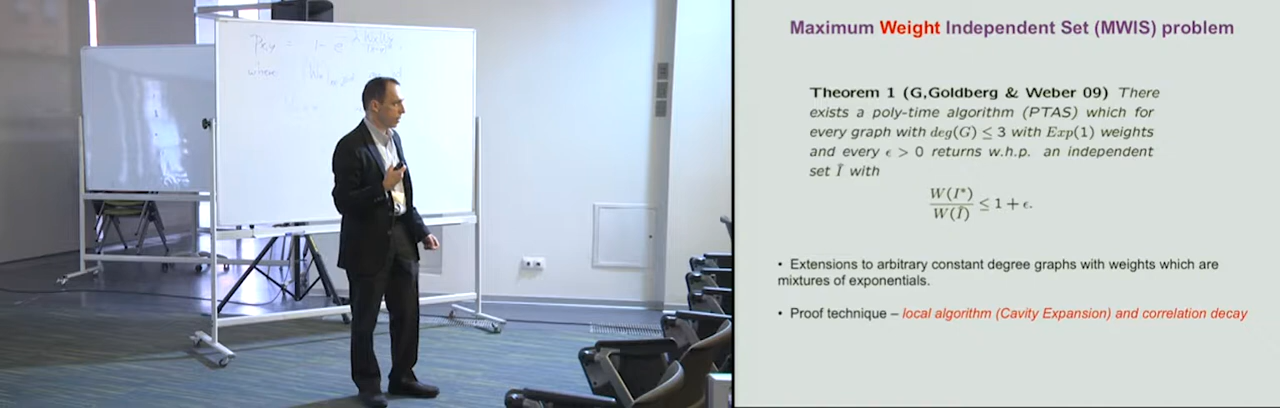 where
Maximum Weight Independent Set (MWIS) problem
Theorem 1 (G,Goldberg & Weber 09) There
exists a poly-time algorithm (PTAS) which for
every graph with deg(G) ≤ 3 with Exp(1) weights
and every ϵ > 0 returns w.h.p. an independent
set Î with
W(I*)
W(Î) ≤ 1 + ϵ.
• Extensions to arbitrary constant degree graphs with weights which are
mixtures of exponentials.
• Proof technique – local algorithm (Cavity Expansion) and correlation decay